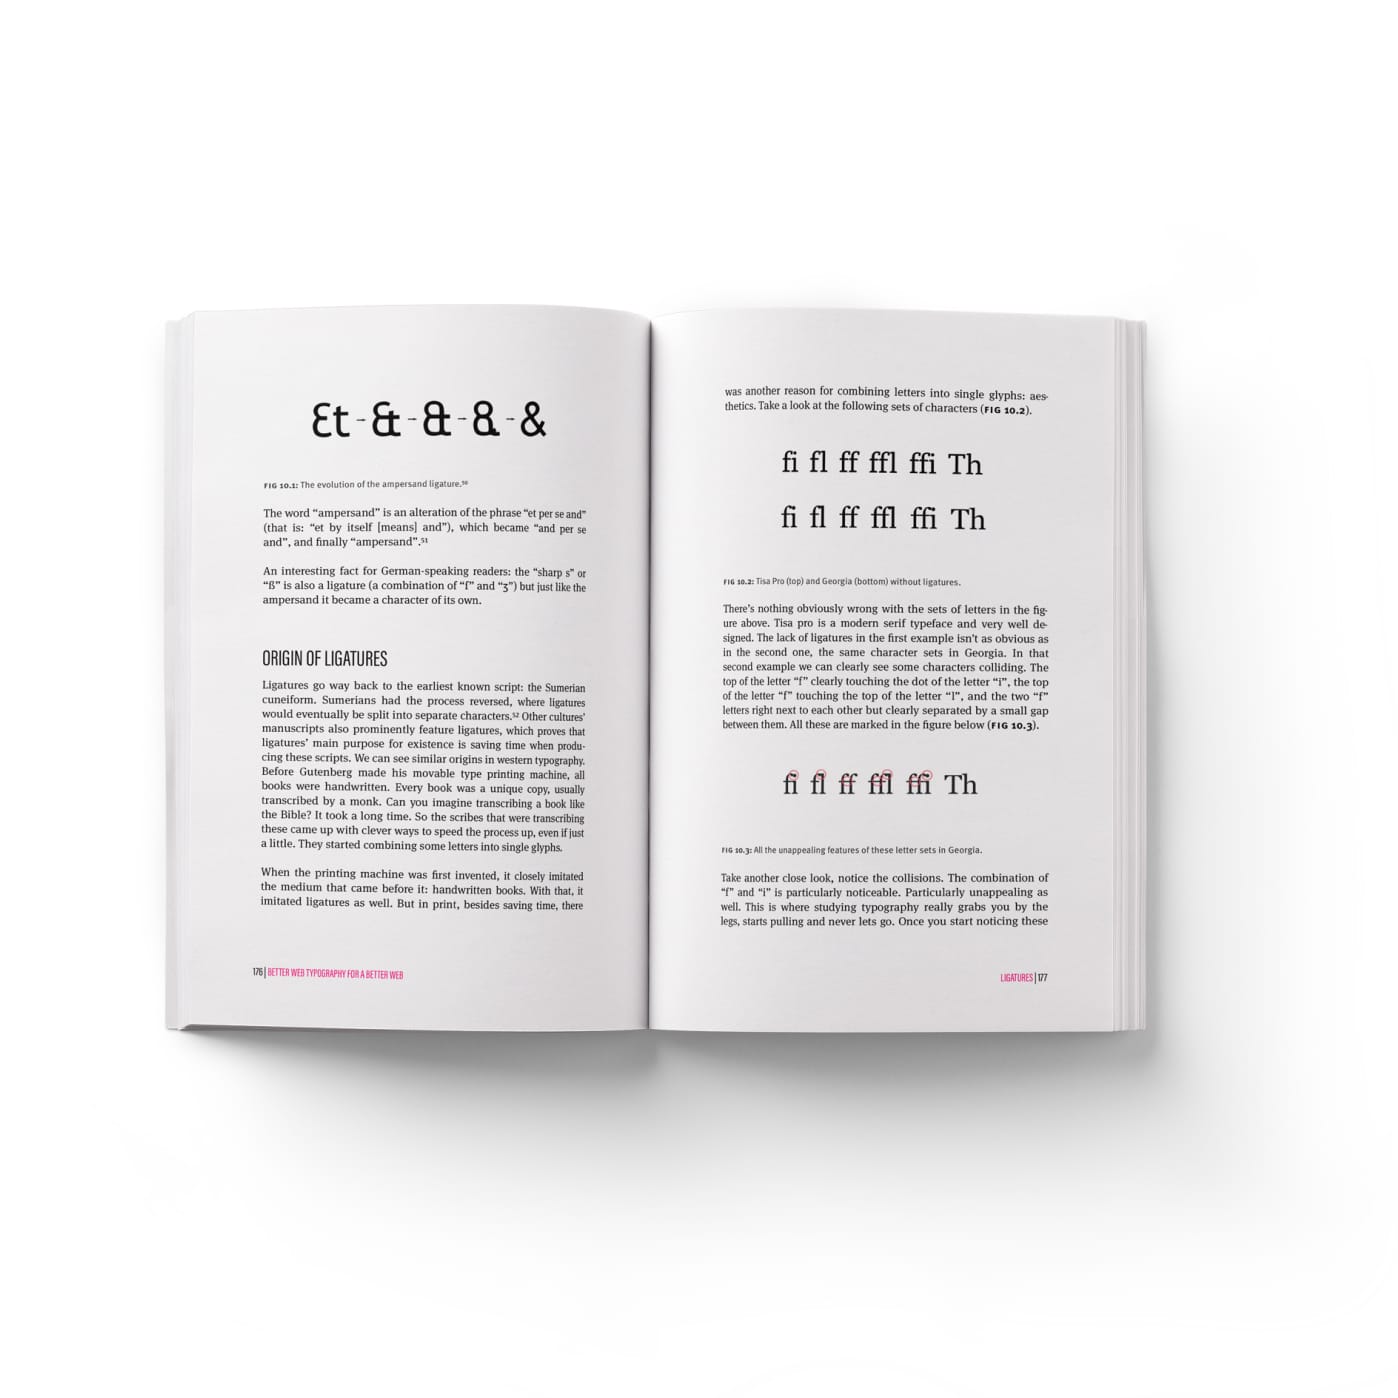 Et - & - & - & - &
FIG 10.1: The evolution of the ampersand ligature.⁵⁰
The word “ampersand” is an alteration of the phrase “et per se and”
(that is: “et by itself [means] and”), which became “and per se
and”, and finally “ampersand”.⁵¹
An interesting fact for German-speaking readers: the “sharp s” or
“ß” is also a ligature (a combination of “ſ” and “ʒ”) but just like the
ampersand it became a character of its own.
ORIGIN OF LIGATURES
Ligatures go way back to the earliest known script: the Sumerian
cuneiform. Sumerians had the process reversed, where ligatures
would eventually be split into separate characters.⁵² Other cultures’
manuscripts also prominently feature ligatures, which proves that
ligatures’ main purpose for existence is saving time when produ-
cing these scripts. We can see similar origins in western typography.
Before Gutenberg made his movable type printing machine, all
books were handwritten. Every book was a unique copy, usually
transcribed by a monk. Can you imagine transcribing a book like
the Bible? It took a long time. So the scribes that were transcribing
these came up with clever ways to speed the process up, even if just
a little. They started combining some letters into single glyphs.
When the printing machine was first invented, it closely imitated
the medium that came before it: handwritten books. With that, it
imitated ligatures as well. But in print, besides saving time, there
176 | BETTER WEB TYPOGRAPHY FOR A BETTER WEB
was another reason for combining letters into single glyphs: aes-
thetics. Take a look at the following sets of characters (FIG 10.2).
fi fl ff ffl ffi Th
fi fl ff ffl ffi Th
FIG 10.2: Tisa Pro (top) and Georgia (bottom) without ligatures.
There’s nothing obviously wrong with the sets of letters in the fig-
ure above. Tisa pro is a modern serif typeface and very well de-
signed. The lack of ligatures in the first example isn’t as obvious as
in the second one, the same character sets in Georgia. In that
second example we can clearly see some characters colliding. The
top of the letter “f” clearly touching the dot of the letter “i”, the top
of the letter “f” touching the top of the letter “l”, and the two “f”
letters right next to each other but clearly separated by a small gap
between them. All these are marked in the figure below (FIG 10.3).
fi fl ff ffl ffi Th
FIG 10.3: All the unappealing features of these letter sets in Georgia.
Take another close look, notice the collisions. The combination of
“f” and “i” is particularly noticeable. Particularly unappealing as
well. This is where studying typography really grabs you by the
legs, starts pulling and never lets go. Once you start noticing these
LIGATURES | 177